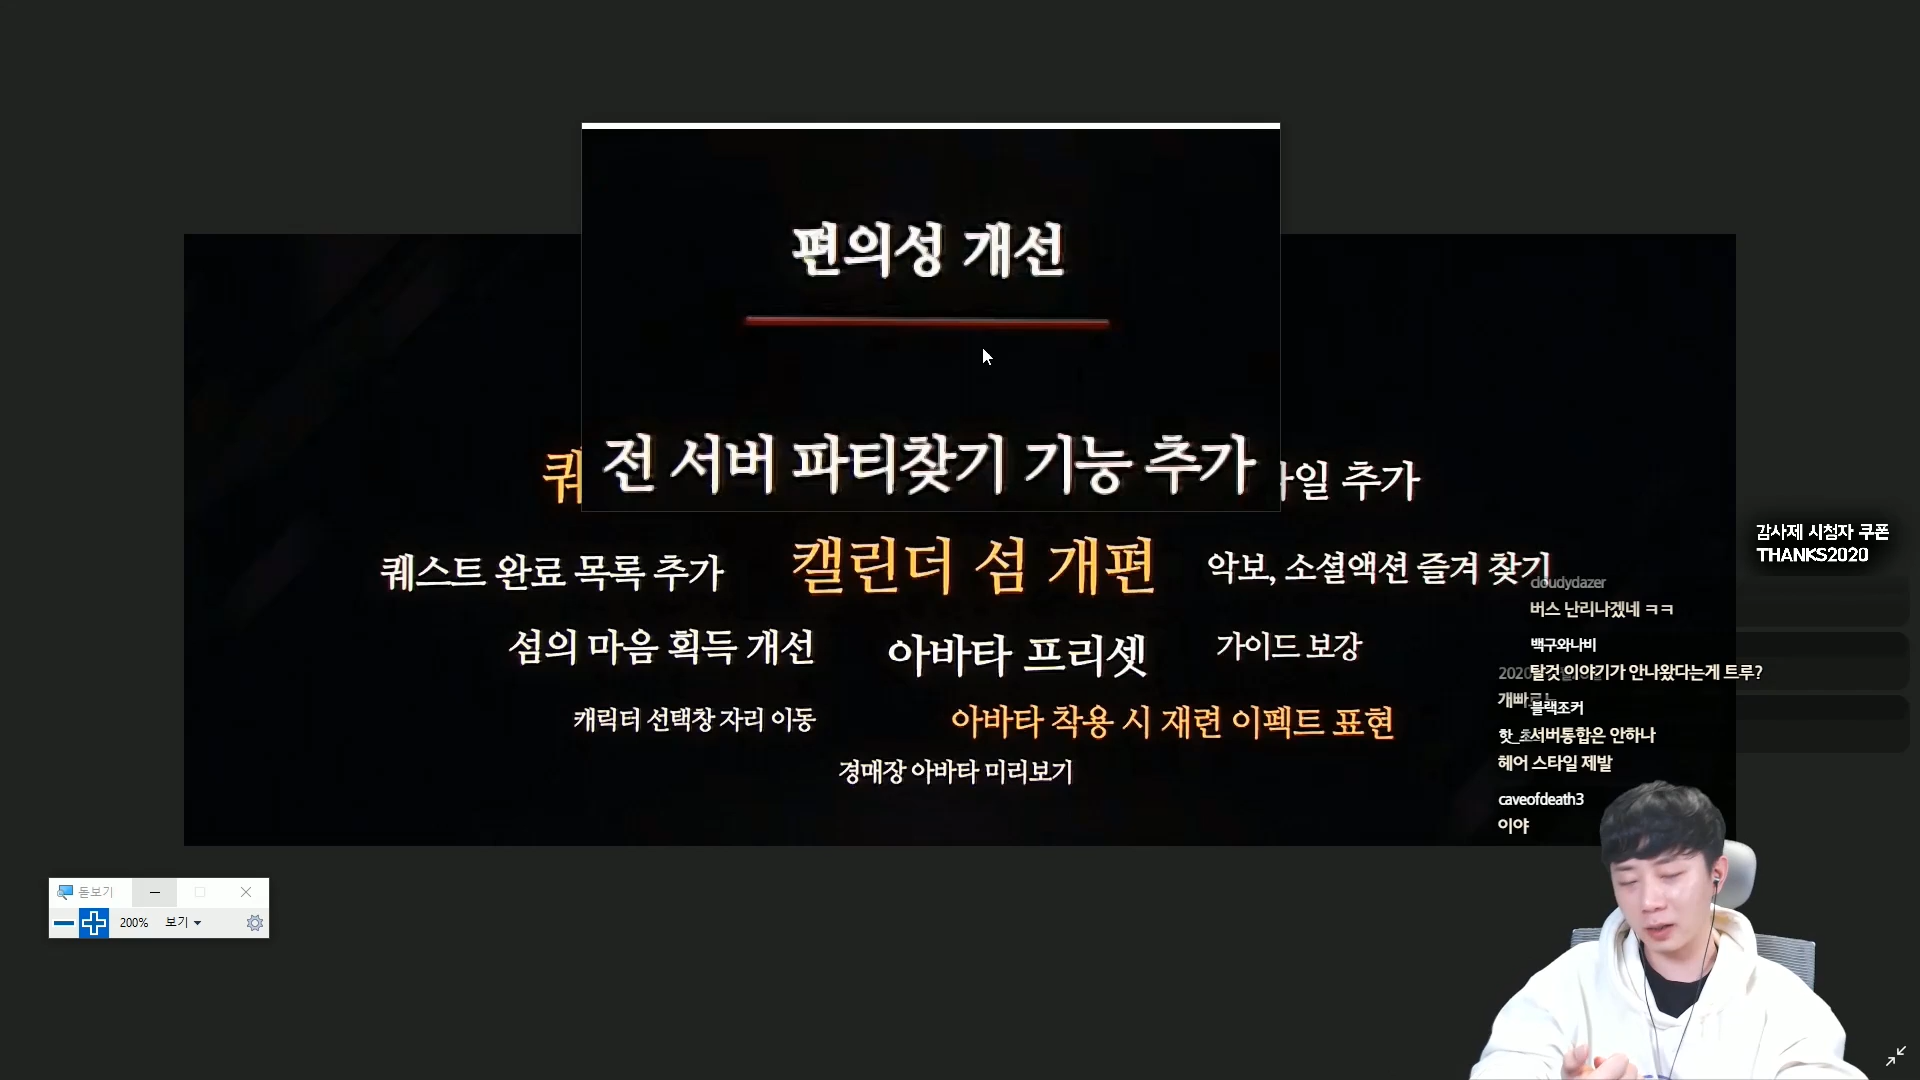 편의성 개선
전 서버 파티찾기 기능 추가
퀘
일 추가
퀘스트 완료 목록 추가
캘린더 섬 개편
악보, 소셜액션 즐겨 찾기
섬의 마음 획득 개선
아바타 프리셋
가이드 보강
캐릭터 선택창 자리 이동
아바타 착용 시 재련 이펙트 표현
경매장 아바타 미리보기
감사제 시청자 쿠폰
THANKS2020
cloudydazer
버스 난리나겠네 ㅋㅋ
백구와나비
2020
탈것 이야기가 안나왔다는게 트루?
개빠
블랙조커
핫_초
서버통합은 안하나
헤어 스타일 제발
caveofdeath3
이야
돋보기
200%
보기